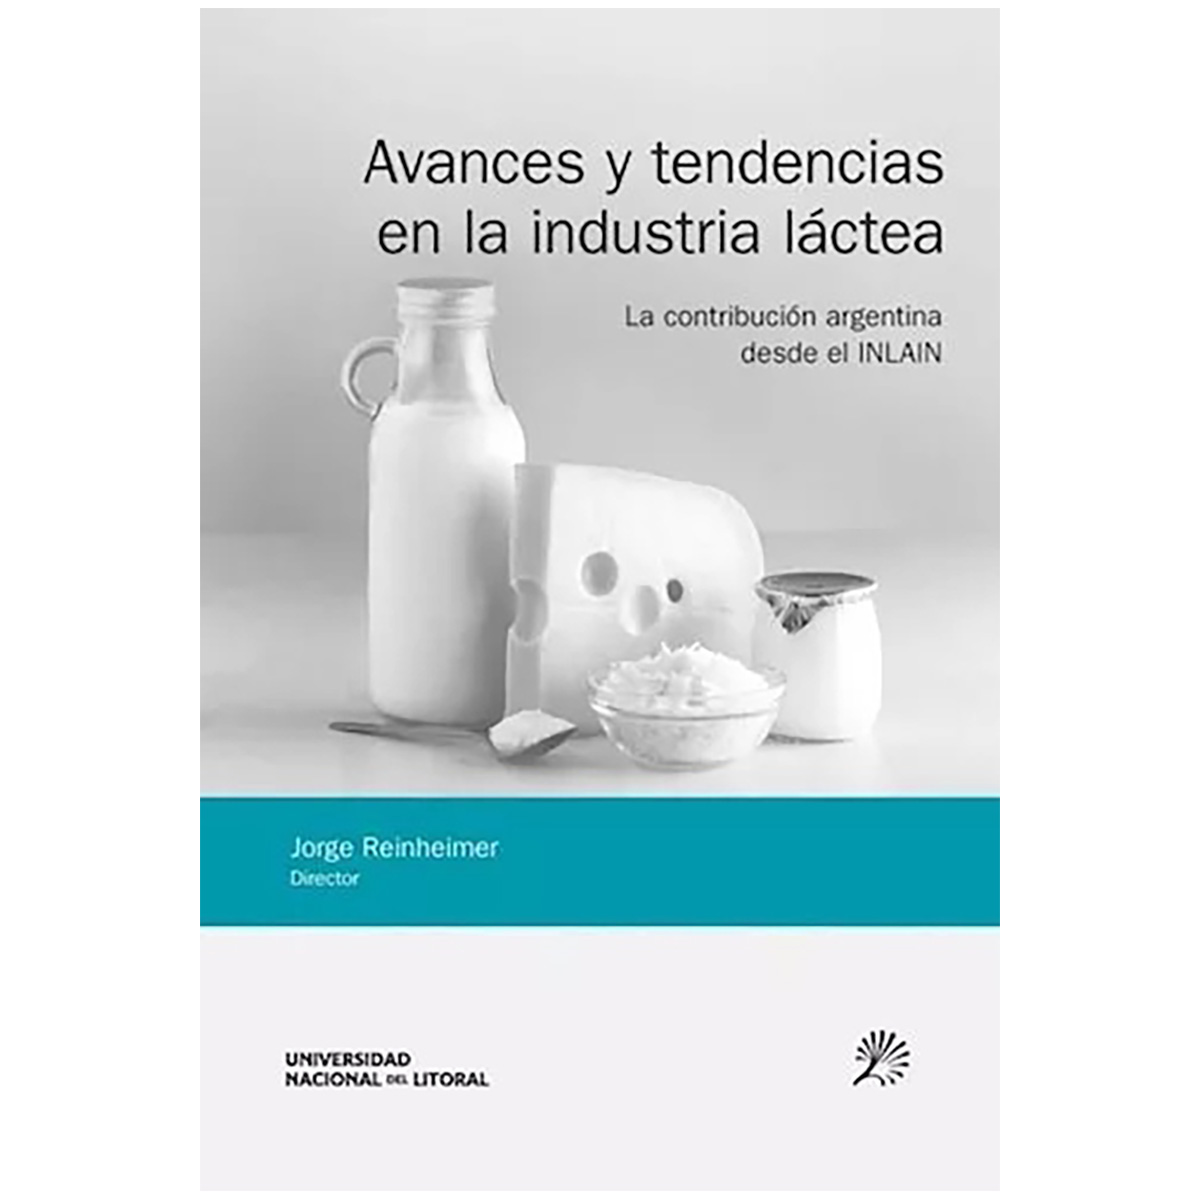 Avances y tendencias
en la industria láctea
La contribución argentina
desde el INLAIN
Jorge Reinheimer
Director
UNIVERSIDAD
NACIONAL DEL LITORAL